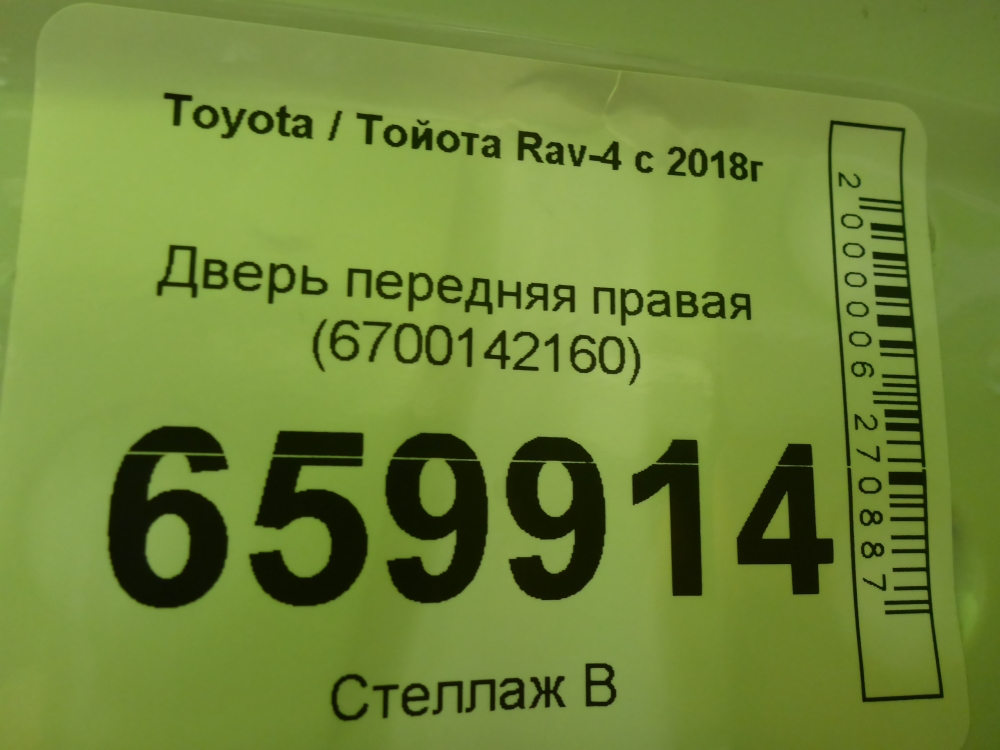 Toyota / Тойота Rav-4 с 2018г
Дверь передняя правая
(6700142160)
659914
Стеллаж В
2000006270887